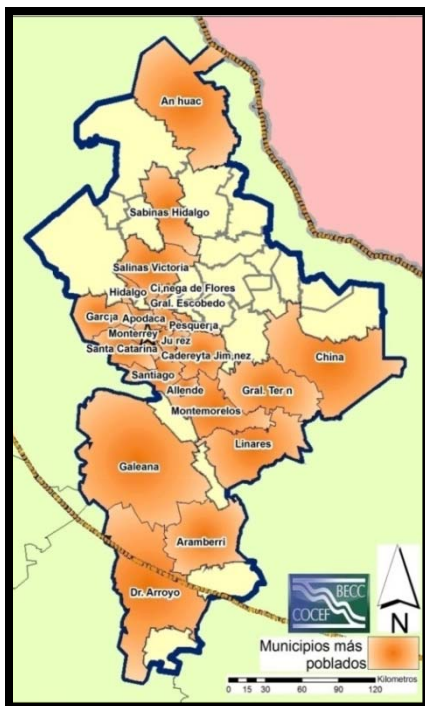 An huac
Sabinas Hidalgo
Salinas Victoria
Hidalgo
Ci,nega de Flores
Gral. Escobedo
Garc¡a
Apodaca
Monterrey
Pesquer¡a
Ju rez
Santa Catarina
Cadereyta Jim‚nez
China
Santiago
Allende
Gral. Ter n
Montemorelos
Linares
Galeana
Aramberri
Dr. Arroyo
BECC
COCEF
N
Municipios más
poblados
Kilometros
0 15 30 60 90 120